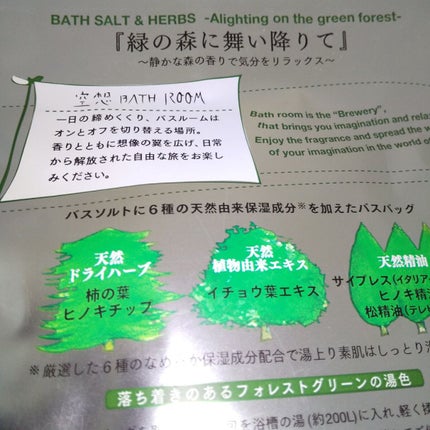 BATH SALT & HERBS -Alighting on the green forest-
『緑の森に舞い降りて』
〜静かな森の香りで気分をリラックス〜
空想 BATH ROOM
一日の締めくくり、バスルームは
オンとオフを切り替える場所。
香りとともに想像の翼を広げ、日常
から解放された自由な旅をお楽し
みください。
Bath room is the "Brewery",
that brings you imagination and relax
Enjoy the fragrance and spread the w
of your imagination in the world of
バスソルトに6種の天然由来保湿成分※を加えたバスバッグ
天然
ドライハーブ
柿の葉
ヒノキチップ
天然
植物由来エキス
イチョウ葉エキス
天然精油
サイプレス(イタリア
ヒノキ精
松精油(テレ
※厳選した6種のなめらか保湿成分配合で湯上り素肌はしっとり
落ち着きのあるフォレストグリーンの湯色
を浴槽の湯(約200L)に入れ、軽く